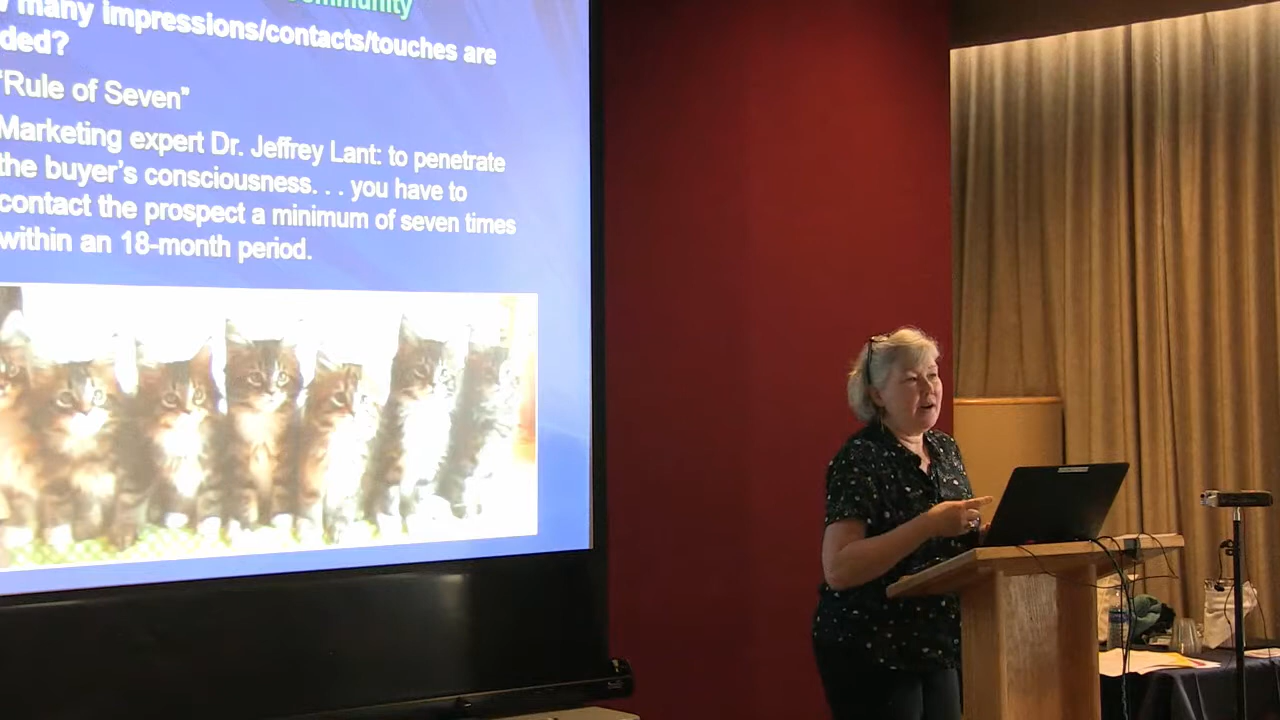 community
many impressions/contacts/touches are
ded?
“Rule of Seven”
Marketing expert Dr. Jeffrey Lant: to penetrate
the buyer’s consciousness. . . you have to
contact the prospect a minimum of seven times
within an 18-month period.